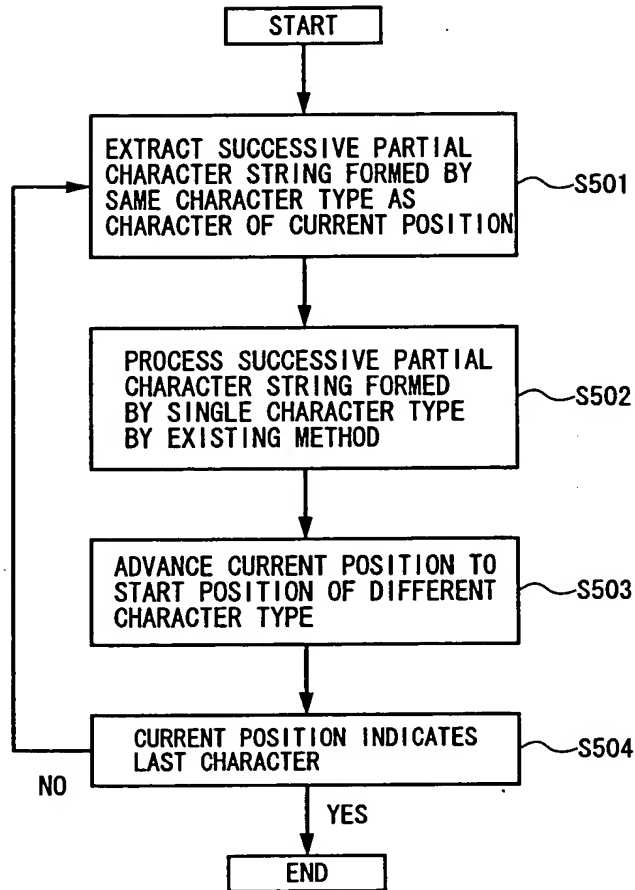 START
EXTRACT SUCCESSIVE PARTIAL
CHARACTER STRING FORMED BY
SAME CHARACTER TYPE AS
CHARACTER OF CURRENT POSITION
S501
PROCESS SUCCESSIVE PARTIAL
CHARACTER STRING FORMED
BY SINGLE CHARACTER TYPE
BY EXISTING METHOD
S502
ADVANCE CURRENT POSITION TO
START POSITION OF DIFFERENT
CHARACTER TYPE
S503
CURRENT POSITION INDICATES
LAST CHARACTER
S504
NO
YES
END